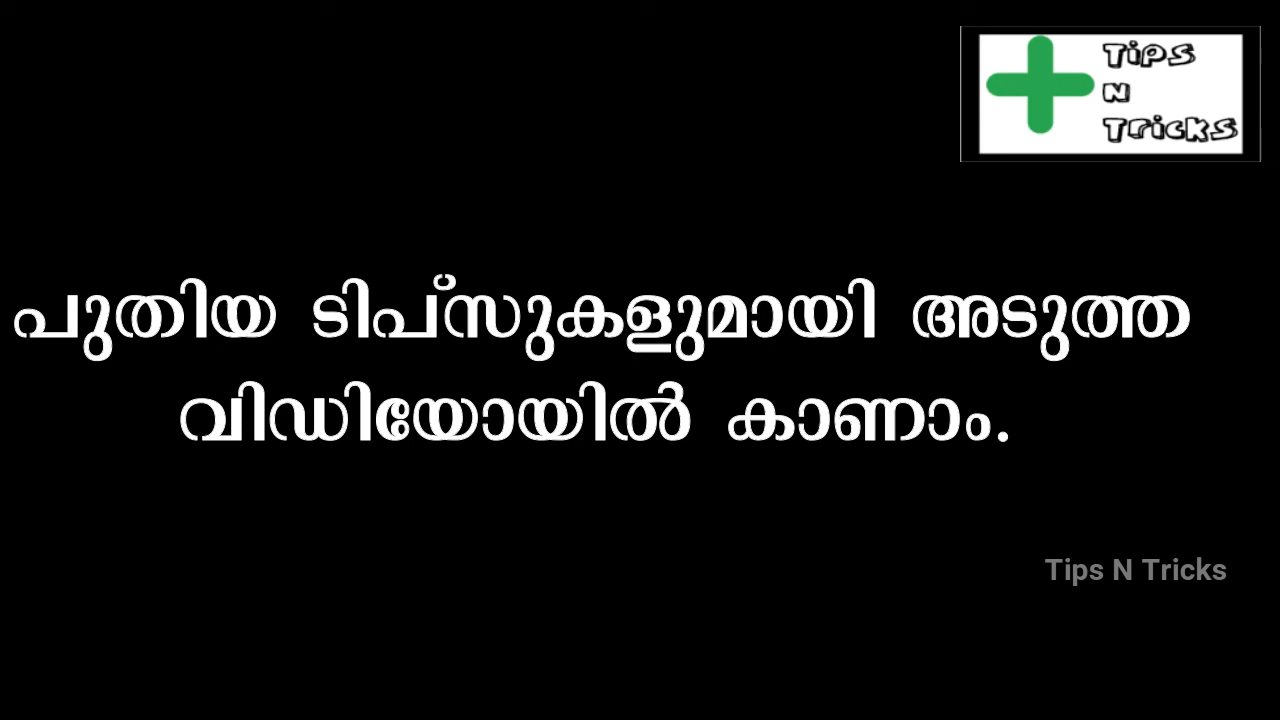 Tips
N
Tricks
പുതിയ ടിപ്സുകളുമായി അടുത്ത
വിഡിയോയിൽ കാണാം.
Tips N Tricks